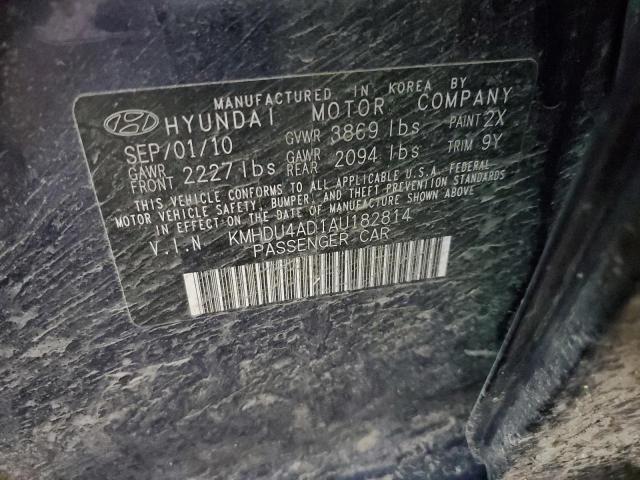 MANUFACTURED IN KOREA BY
HYUNDAI MOTOR COMPANY
SEP/01/10 GVWR 3869 lbs PAINT 2X
GAWR FRONT 2227 lbs GAWR REAR 2094 lbs TRIM 9Y
THIS VEHICLE CONFORMS TO ALL APPLICABLE U.S.A. FEDERAL
MOTOR VEHICLE SAFETY, BUMPER, AND THEFT PREVENTION
STANDARDS IN EFFECT ON THE DATE OF MANUFACTURE SHOWN ABOVE.
V.I.N. KMHDU4AD1AU182814
PASSENGER CAR